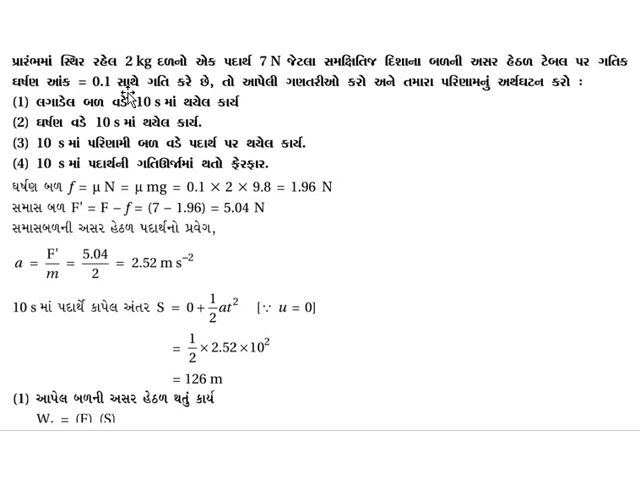 પ્રારંભમાં સ્થિર રહેલ 2 kg દળનો એક પદાર્થ 7 N જેટલા સમક્ષિતિજ દિશાના બળની અસર હેઠળ ટેબલ પર ગતિક
ઘર્ષણ આંક = 0.1 સાથે ગતિ કરે છે, તો આપેલી ગણતરીઓ કરો અને તમારા પરિણામનું અર્થઘટન કરો :
(1) લગાડેલ બળ વડે 10 s માં થયેલ કાર્ય
(2) ઘર્ષણ વડે 10 s માં થયેલ કાર્ય.
(3) 10 s માં પરિણામી બળ વડે પદાર્થ પર થયેલ કાર્ય.
(4) 10 s માં પદાર્થની ગતિઊર્જામાં થતો ફેરફાર.
ઘર્ષણ બળ f = μ N = μ mg = 0.1 × 2 × 9.8 = 1.96 N
સમાસ બળ F' = F − f = (7 − 1.96) = 5.04 N
સમાસબળની અસર હેઠળ પદાર્થનો પ્રવેગ,
a = F'/m = 5.04/2 = 2.52 m s⁻²
10 s માં પદાર્થે કાપેલ અંતર S = 0 + 1/2 at² [∵ u = 0]
= 1/2 × 2.52 × 10²
= 126 m
(1) આપેલ બળની અસર હેઠળ થતું કાર્ય
W₁ = (F) (S)